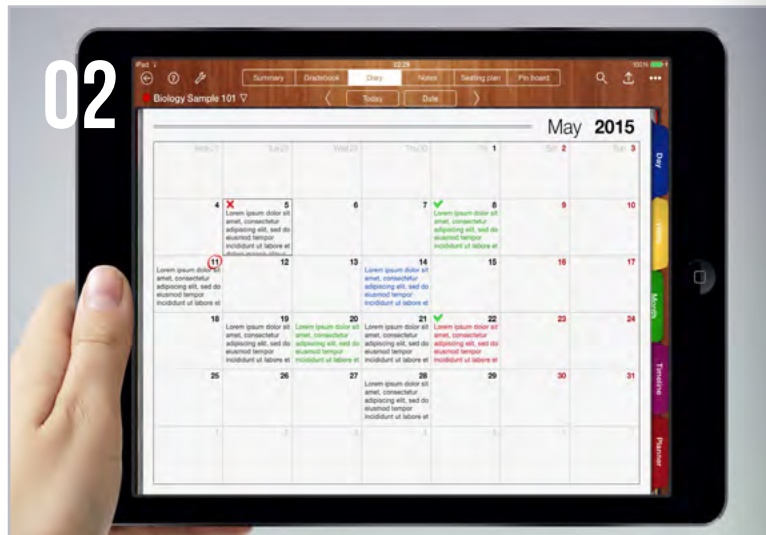 02
iPad
22:29
100%
Summary Gradebook Diary Notes Seating plan Pin board
Biology Sample 101
Today Date
May 2015
1 2 3
4 5 6 7 8 9 10
Lorem ipsum dolor sit
amet, consectetur
adipiscing elit, sed do
eiusmod tempor
incididunt ut labore et
Lorem ipsum dolor sit
amet, consectetur
adipiscing elit, sed do
eiusmod tempor
incididunt ut labore et
11 12 13 14 15 16 17
Lorem ipsum dolor sit
amet, consectetur
adipiscing elit, sed do
eiusmod tempor
incididunt ut labore et
Lorem ipsum dolor sit
amet, consectetur
adipiscing elit, sed do
eiusmod tempor
incididunt ut labore et
18 19 20 21 22 23 24
Lorem ipsum dolor sit
amet, consectetur
adipiscing elit, sed do
eiusmod tempor
incididunt ut labore et
Lorem ipsum dolor sit
amet, consectetur
adipiscing elit, sed do
eiusmod tempor
incididunt ut labore et
Lorem ipsum dolor sit
amet, consectetur
adipiscing elit, sed do
eiusmod tempor
incididunt ut labore et
Lorem ipsum dolor sit
amet, consectetur
adipiscing elit, sed do
eiusmod tempor
incididunt ut labore et
25 26 27 28 29 30 31
Lorem ipsum dolor sit
amet, consectetur
adipiscing elit, sed do
eiusmod tempor
incididunt ut labore et
Day
Week
Month
Timeline
Planner